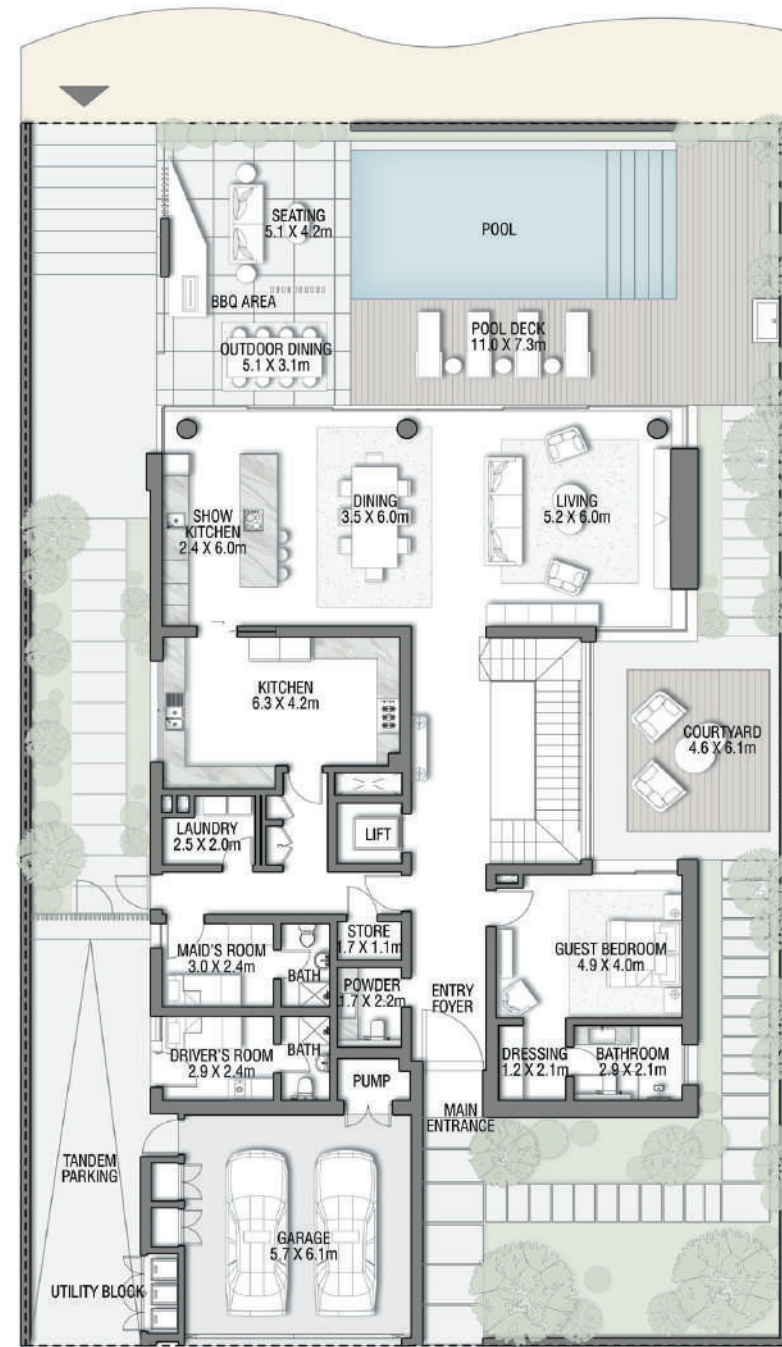 SEATING
5.1 X 4.2m
POOL
BBQ AREA
POOL DECK
11.0 X 7.3m
OUTDOOR DINING
5.1 X 3.1m
SHOW
KITCHEN
2.4 X 6.0m
DINING
3.5 X 6.0m
LIVING
5.2 X 6.0m
KITCHEN
6.3 X 4.2m
COURTYARD
4.6 X 6.1m
LAUNDRY
2.5 X 2.0m
LIFT
MAID'S ROOM
3.0 X 2.4m
BATH
STORE
1.7 X 1.1m
POWDER
1.7 X 2.2m
ENTRY
FOYER
GUEST BEDROOM
4.9 X 4.0m
DRIVER'S ROOM
2.9 X 2.4m
BATH
PUMP
DRESSING
1.2 X 2.1m
BATHROOM
2.9 X 2.1m
MAIN
ENTRANCE
TANDEM
PARKING
GARAGE
5.7 X 6.1m
UTILITY BLOCK